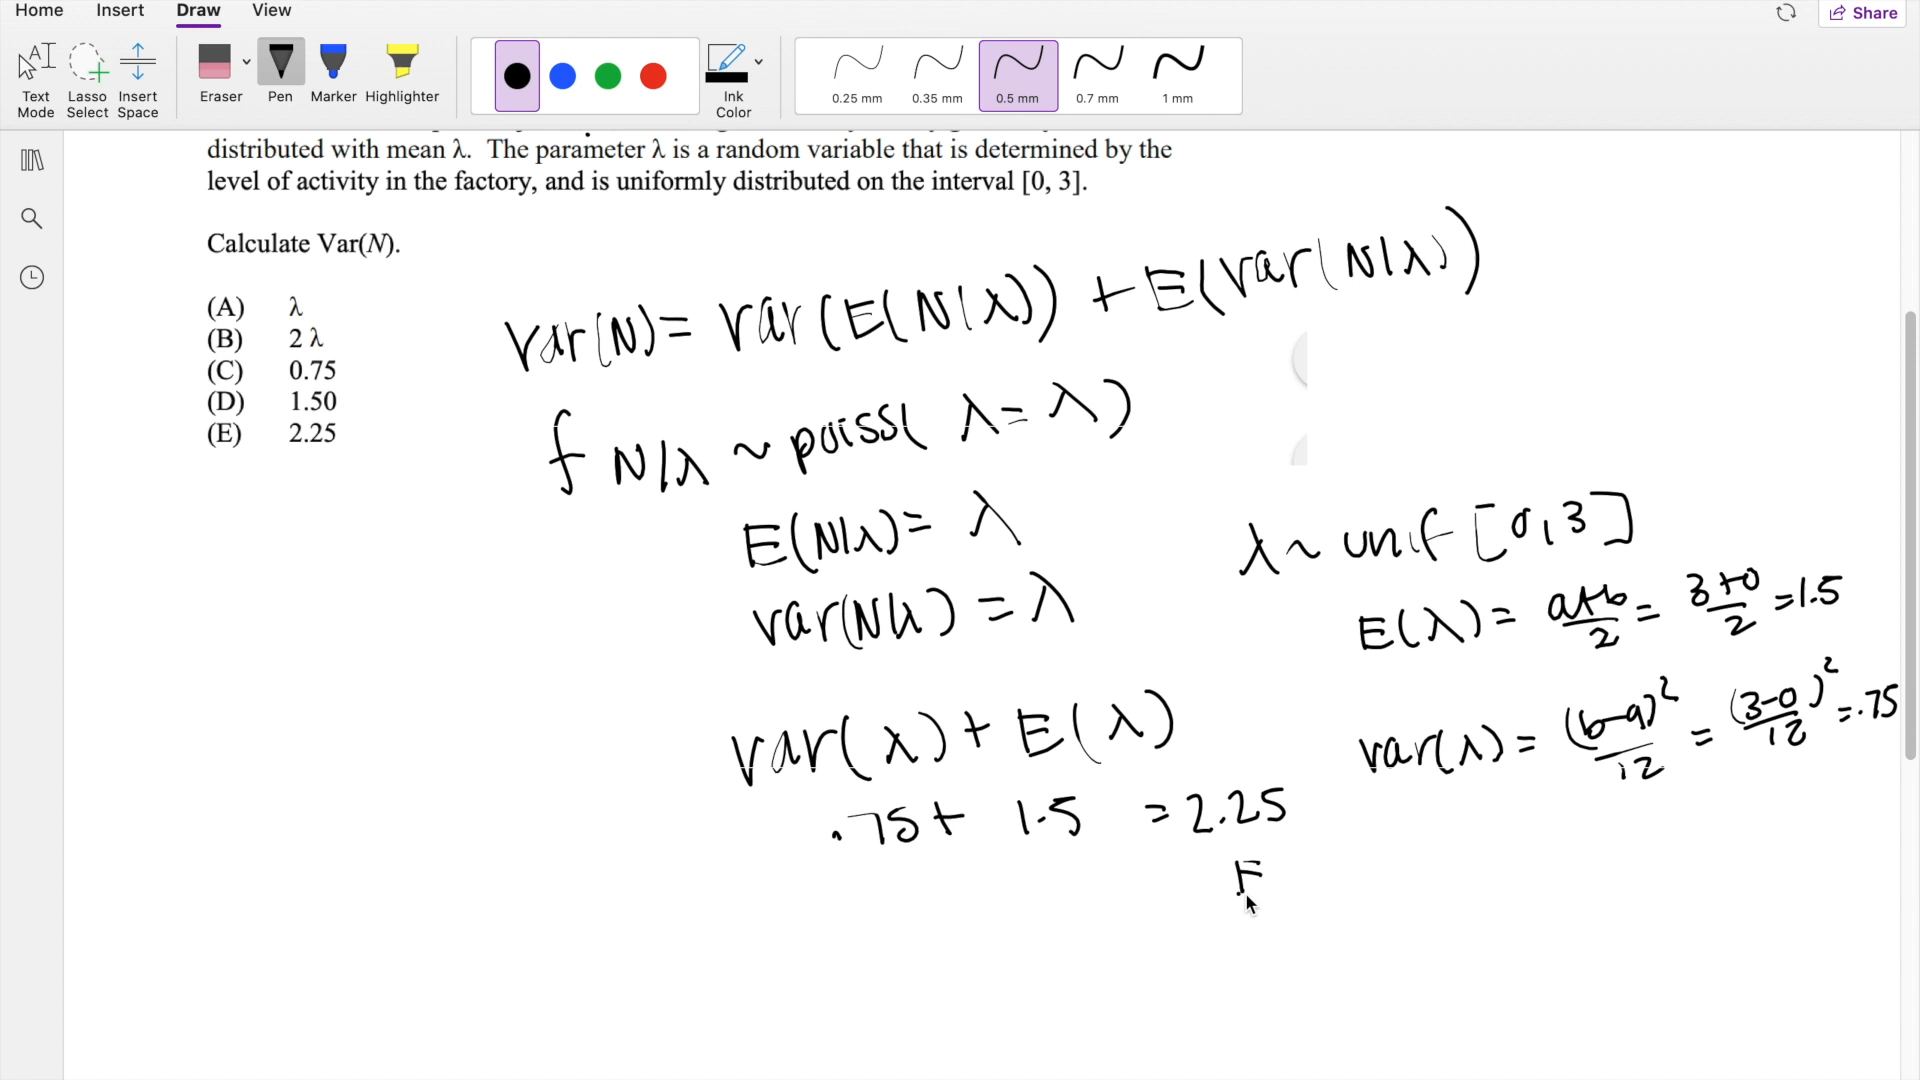 Home Insert Draw View
Share
Text Mode
Lasso Select
Insert Space
Eraser
Pen
Marker
Highlighter
Ink Color
0.25 mm
0.35 mm
0.5 mm
0.7 mm
1 mm
distributed with mean λ. The parameter λ is a random variable that is determined by the
level of activity in the factory, and is uniformly distributed on the interval [0, 3].
Calculate Var(N).
(A) λ
(B) 2 λ
(C) 0.75
(D) 1.50
(E) 2.25
Var(N)= Var(E(N|λ)) + E(Var(N|λ))
f N|λ ~ poiss( λ = λ)
E(N|λ) = λ
Var(N|λ) = λ
Var(λ) + E(λ)
.75 + 1.5 = 2.25
λ ~ unif [0,3]
E(λ) = a+b/2 = 3+0/2 = 1.5
Var(λ) = (b-a)²/12 = (3-0)²/12 = .75